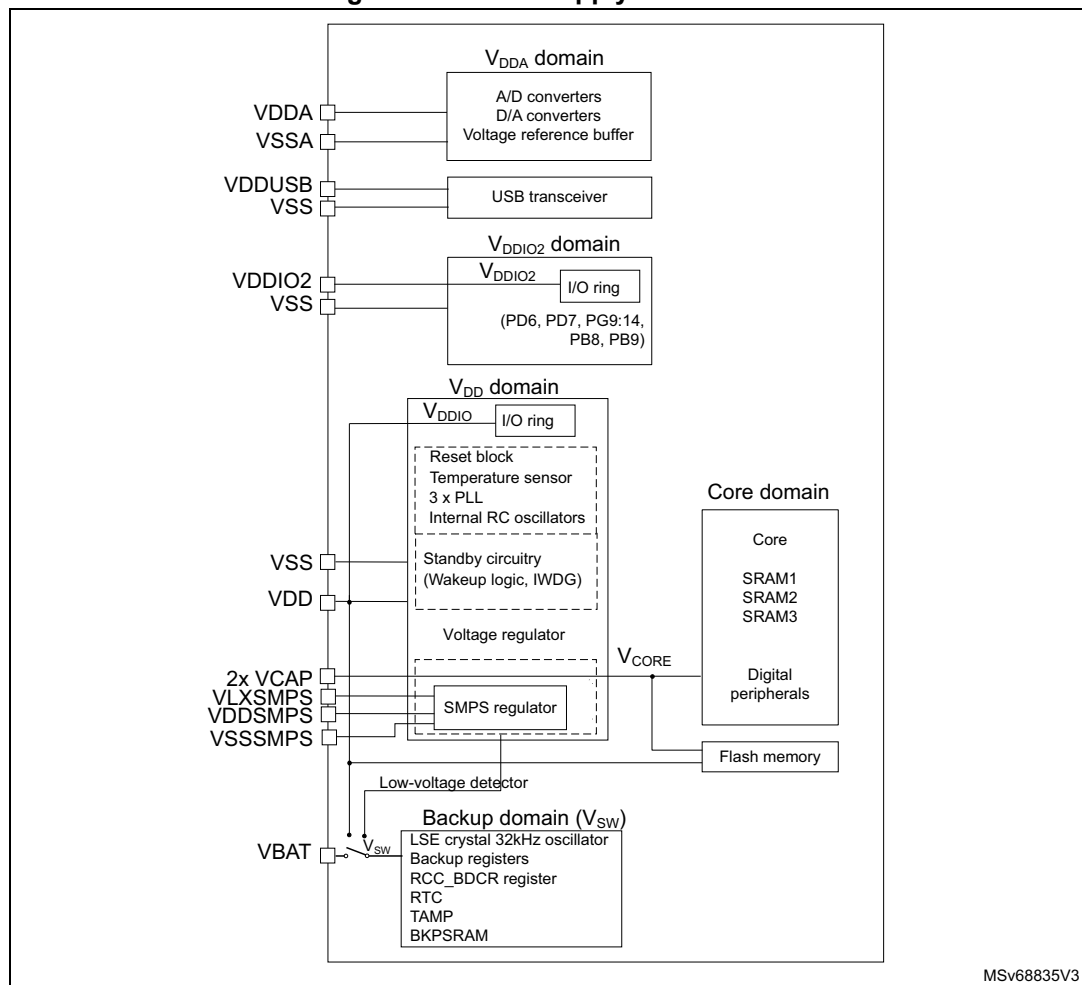 VDDA domain
A/D converters
D/A converters
Voltage reference buffer
VDDA
VSSA
VDDUSB
VSS
USB transceiver
VDDIO2 domain
VDDIO2
VDDIO2
I/O ring
VSS
(PD6, PD7, PG9:14,
PB8, PB9)
VDD domain
VDDIO
I/O ring
Reset block
Temperature sensor
3 x PLL
Internal RC oscillators
Core domain
Core
SRAM1
SRAM2
SRAM3
Digital
peripherals
VSS
VDD
Standby circuitry
(Wakeup logic, IWDG)
Voltage regulator
VCORE
2x VCAP
VLXSMPS
VDDSMPS
VSSSMPS
SMPS regulator
Flash memory
Low-voltage detector
Backup domain (VSW)
VBAT
VSW
LSE crystal 32kHz oscillator
Backup registers
RCC_BDCR register
RTC
TAMP
BKPSRAM
MSv68835V3